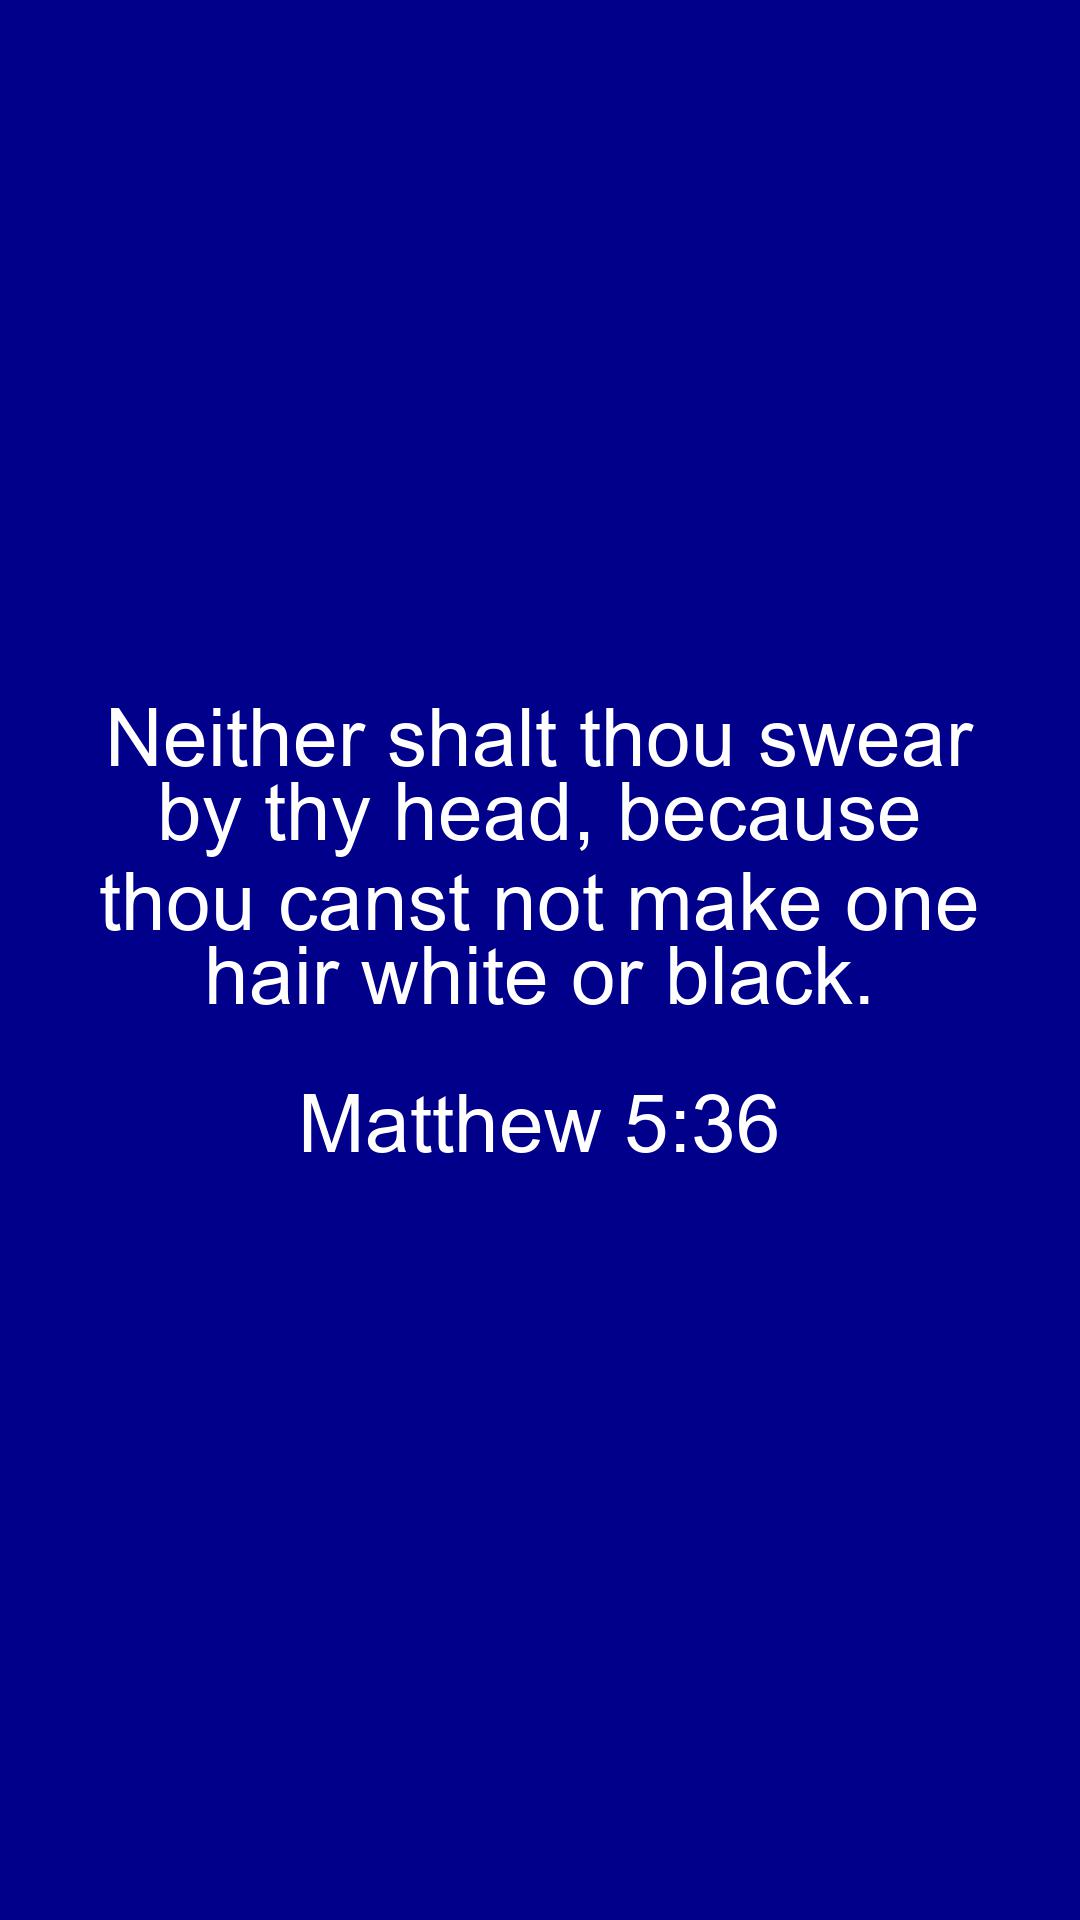 Neither shalt thou swear
by thy head, because
thou canst not make one
hair white or black.
Matthew 5:36